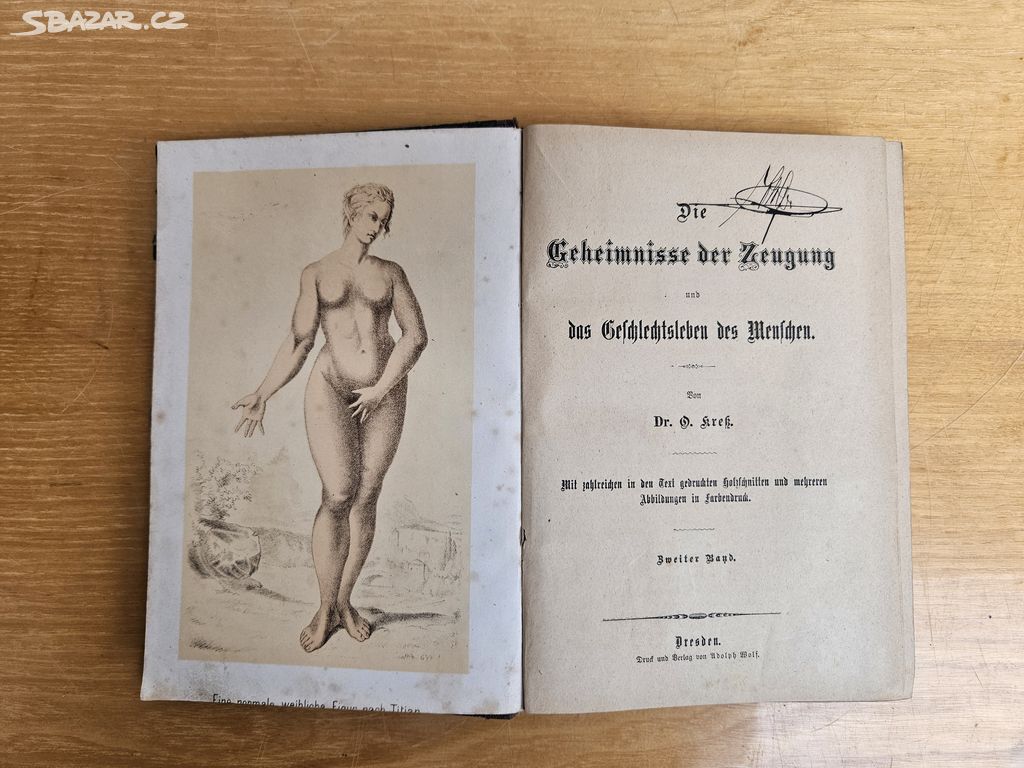 SBAZAR.CZ
Eine normale weibliche Figur nach Titian
Die
Geheimnisse der Zeugung
und
das Geschlechtsleben des Menschen.
Von
Dr. O. Kreß.
Mit zahlreichen in den Text gedruckten Holzschnitten und mehreren
Abbildungen in Farbendruck.
Zweiter Band.
Dresden.
Druck und Verlag von Adolph Wolf.